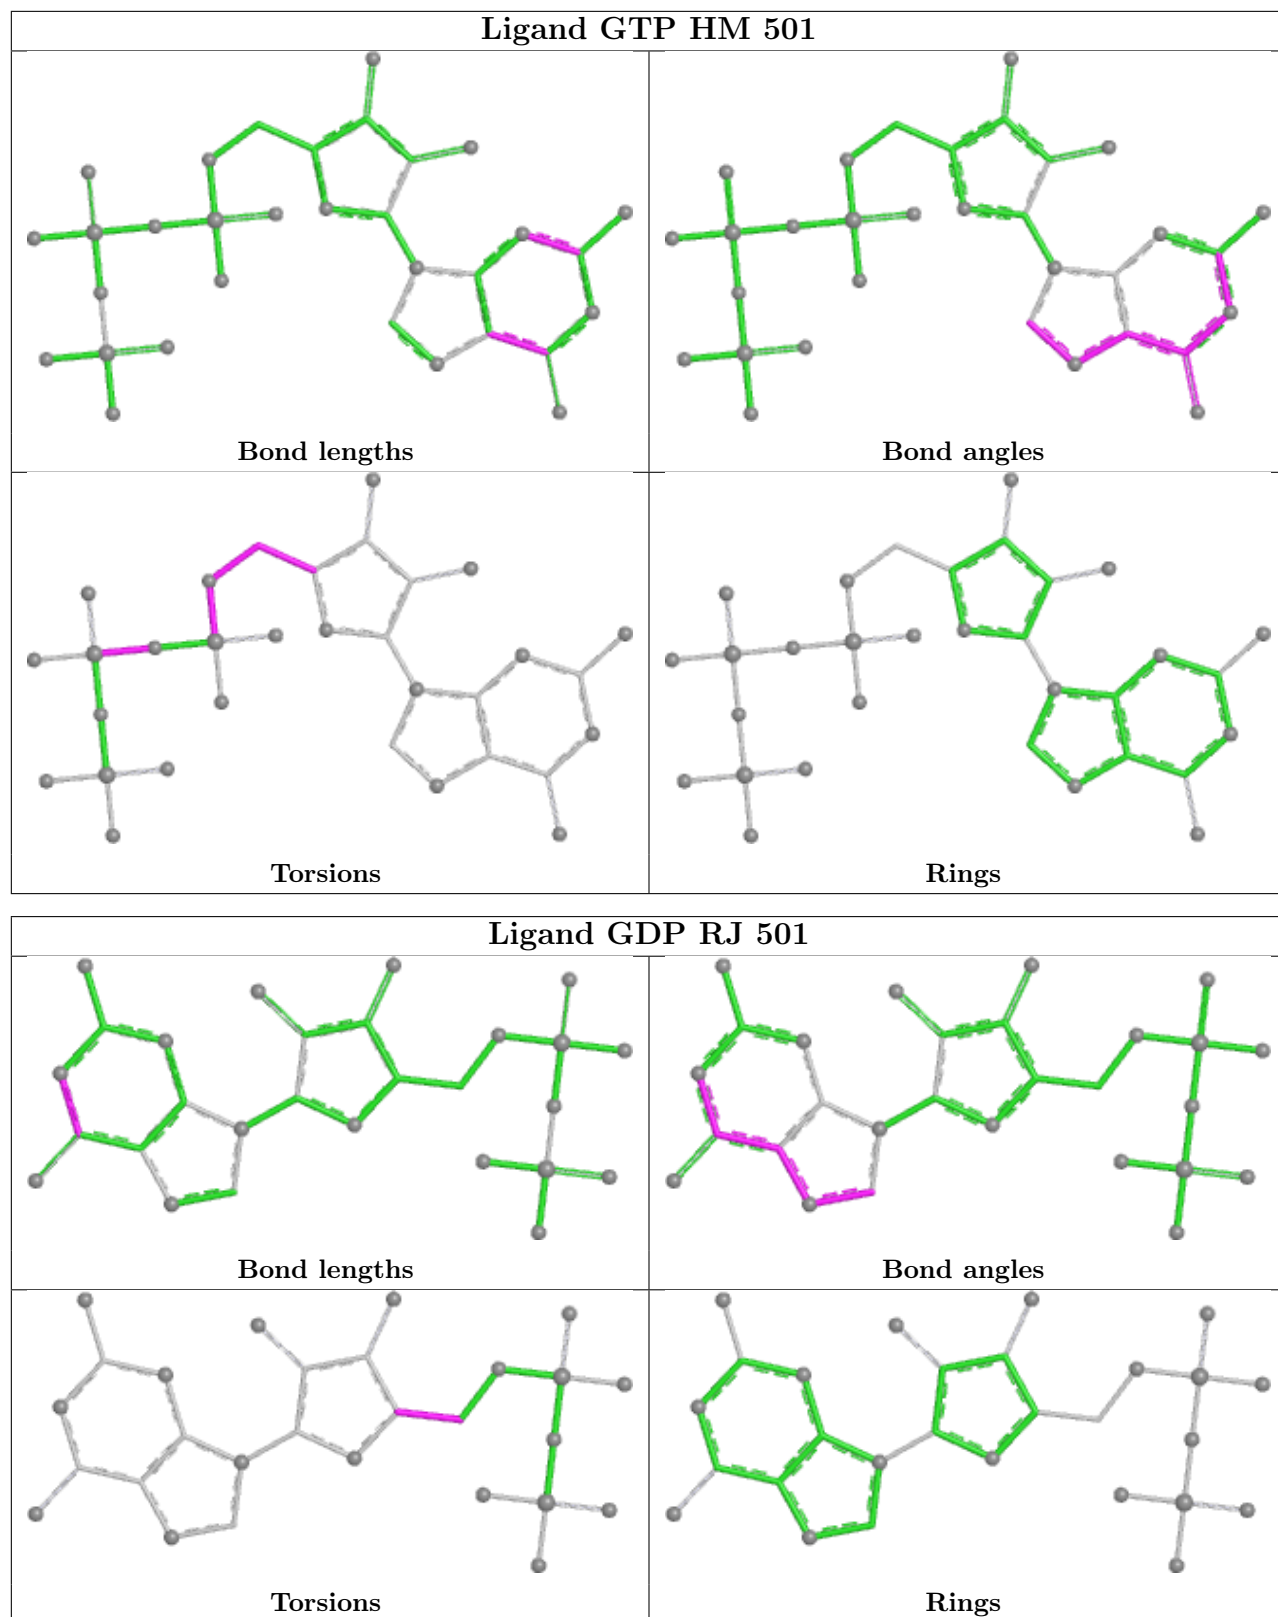 Ligand GTP HM 501
Bond lengths
Bond angles
Torsions
Rings
Ligand GDP RJ 501
Bond lengths
Bond angles
Torsions
Rings